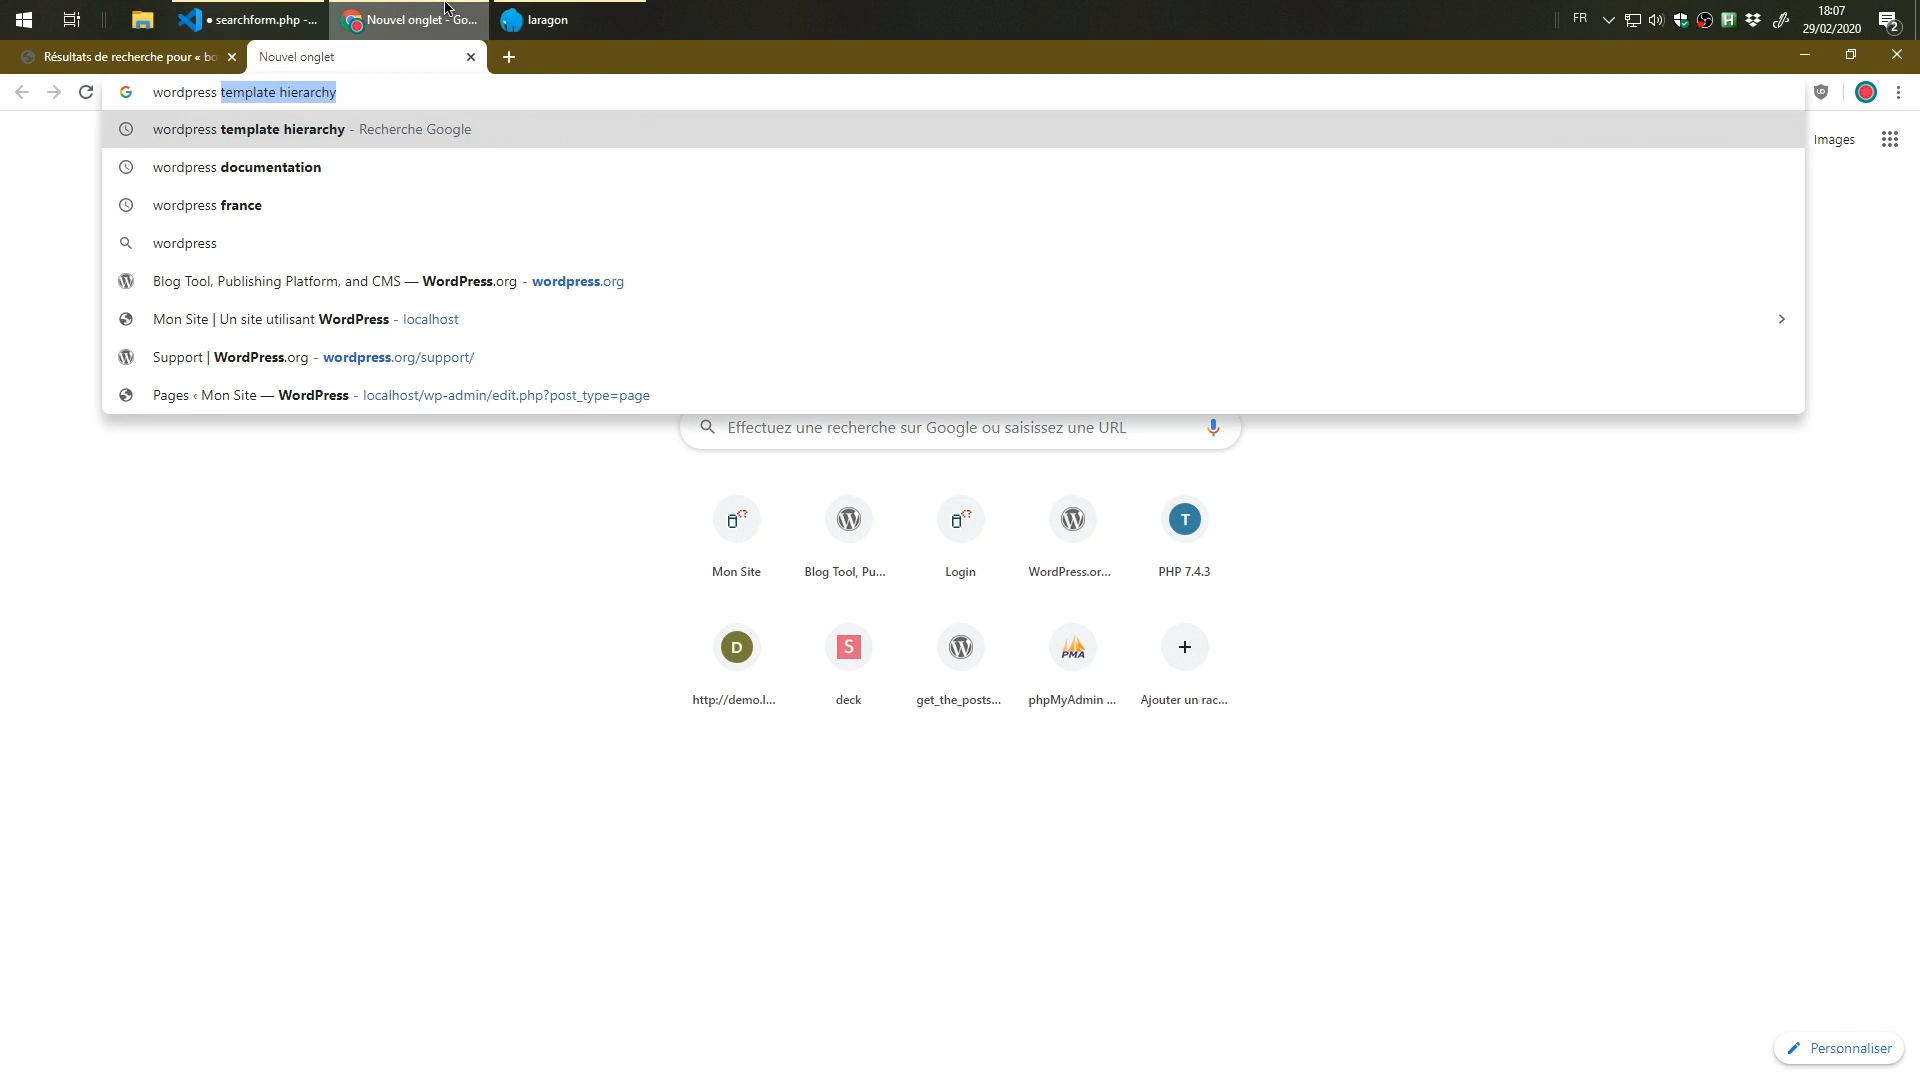 searchform.php -...
Nouvel onglet - Go...
laragon
FR
18:07
29/02/2020
2
Résultats de recherche pour « bo
Nouvel onglet
wordpress template hierarchy
wordpress template hierarchy - Recherche Google
Images
wordpress documentation
wordpress france
wordpress
Blog Tool, Publishing Platform, and CMS — WordPress.org - wordpress.org
Mon Site | Un site utilisant WordPress - localhost
Support | WordPress.org - wordpress.org/support/
Pages ‹ Mon Site — WordPress - localhost/wp-admin/edit.php?post_type=page
Effectuez une recherche sur Google ou saisissez une URL
T
Mon Site
Blog Tool, Pu...
Login
WordPress.or...
PHP 7.4.3
D
S
PMA
http://demo.l...
deck
get_the_posts...
phpMyAdmin ...
Ajouter un rac...
Personnaliser